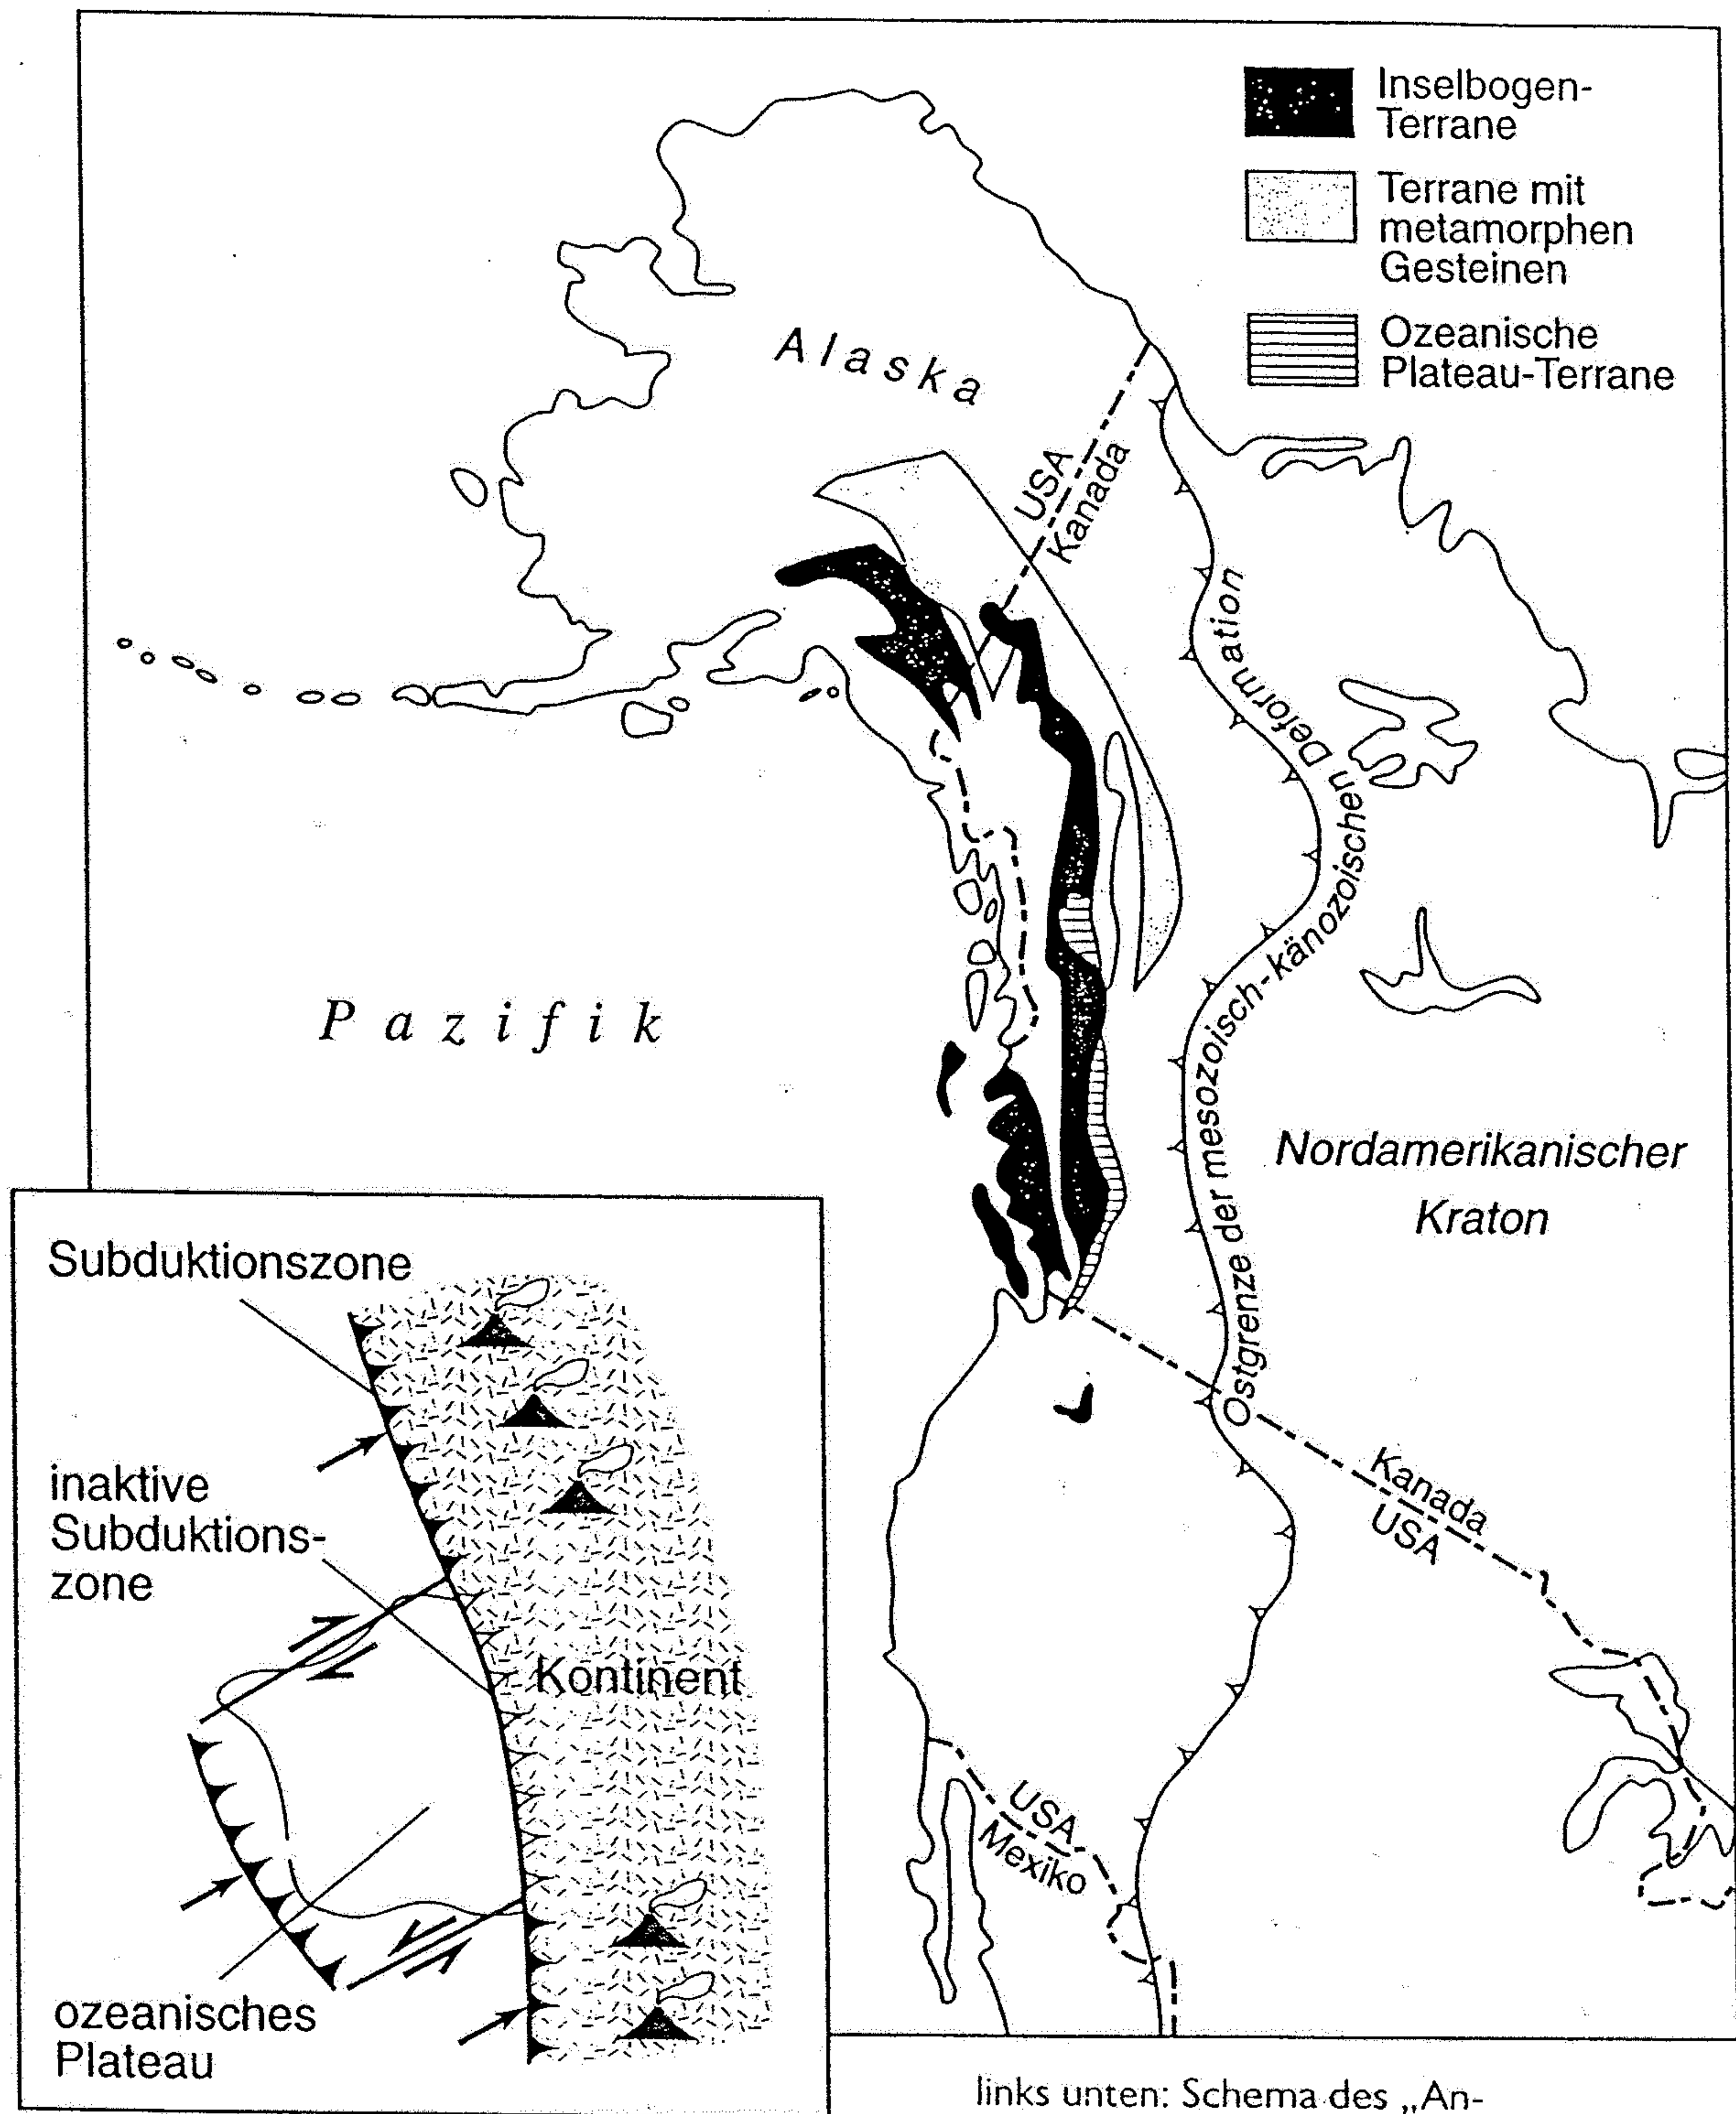 Inselbogen-
Terrane
Terrane mit
metamorphen
Gesteinen
Ozeanische
Plateau-Terrane
Alaska
USA
Kanada
Ostgrenze der mesozoisch-känozoischen Deformation
Pazifik
Nordamerikanischer
Kraton
Kanada
USA
USA
Mexiko
Subduktionszone
inaktive
Subduktions-
zone
Kontinent
ozeanisches
Plateau
links unten: Schema des „An-